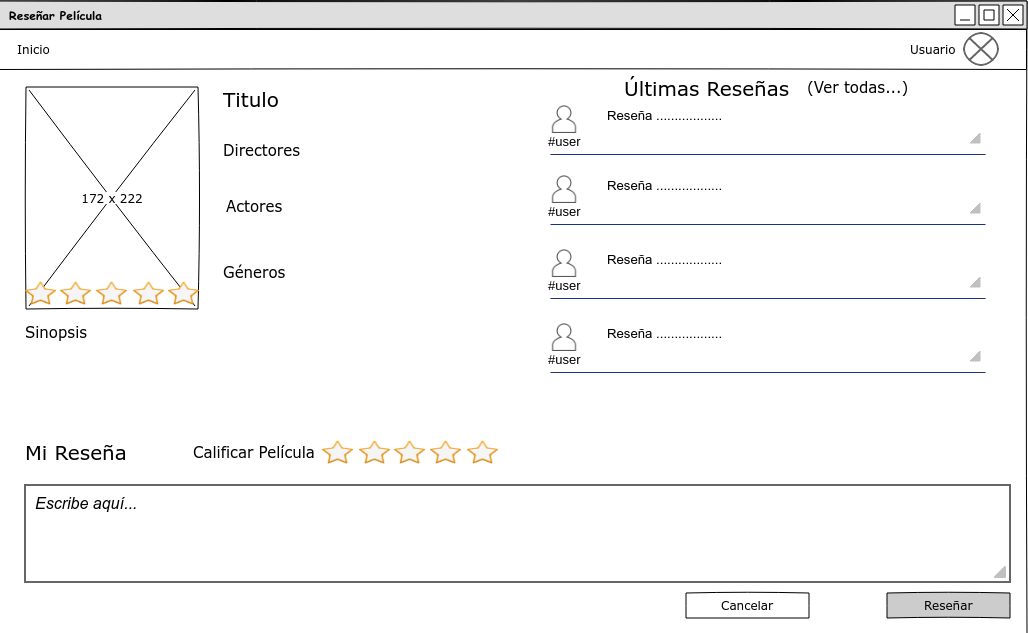 Reseñar Película
Inicio
Usuario
172 x 222
Titulo
Directores
Actores
Géneros
Sinopsis
Últimas Reseñas (Ver todas...)
Reseña ..................
#user
Reseña ..................
#user
Reseña ..................
#user
Reseña ..................
#user
Mi Reseña
Calificar Película
Escribe aquí...
Cancelar
Reseñar